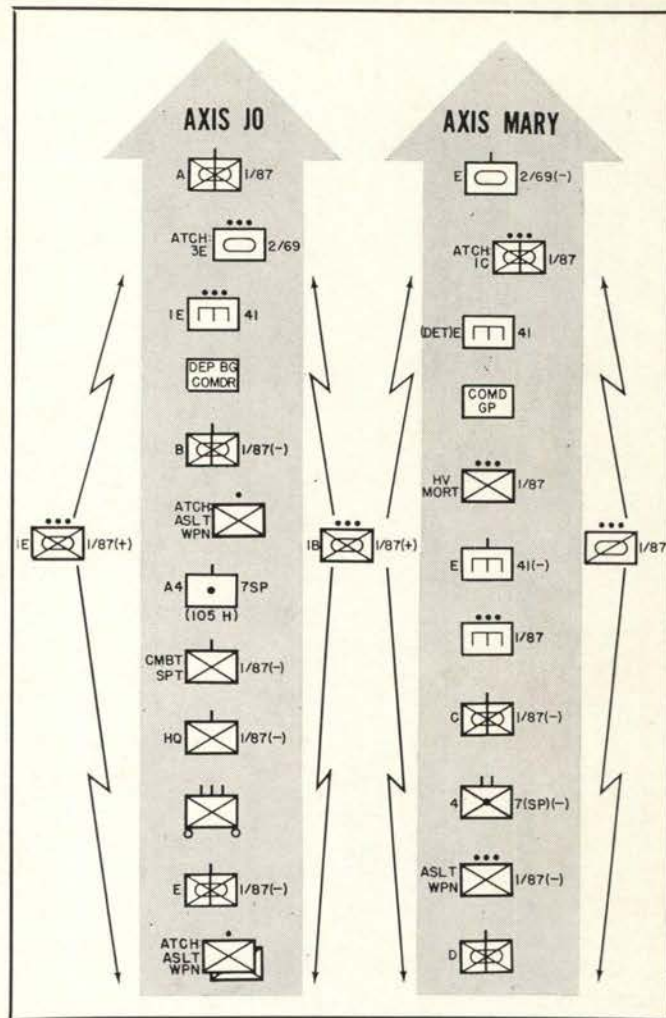 AXIS JO
A 1/87
ATCH:
3E 2/69
1E 41
DEP BG
COMDR
B 1/87(-)
ATCH
ASLT
WPN
A4 7SP
(105 H)
CMBT
SPT 1/87(-)
HQ 1/87(-)
E 1/87(-)
ATCH:
ASLT
WPN
1E 1/87(+)
1B 1/87(+)
AXIS MARY
E 2/69(-)
ATCH:
1C 1/87
(DET)E 41
COMD
GP
HV
MORT 1/87
E 41(-)
1/87
C 1/87(-)
4 7(SP)(-)
ASLT
WPN 1/87(-)
D
1/87